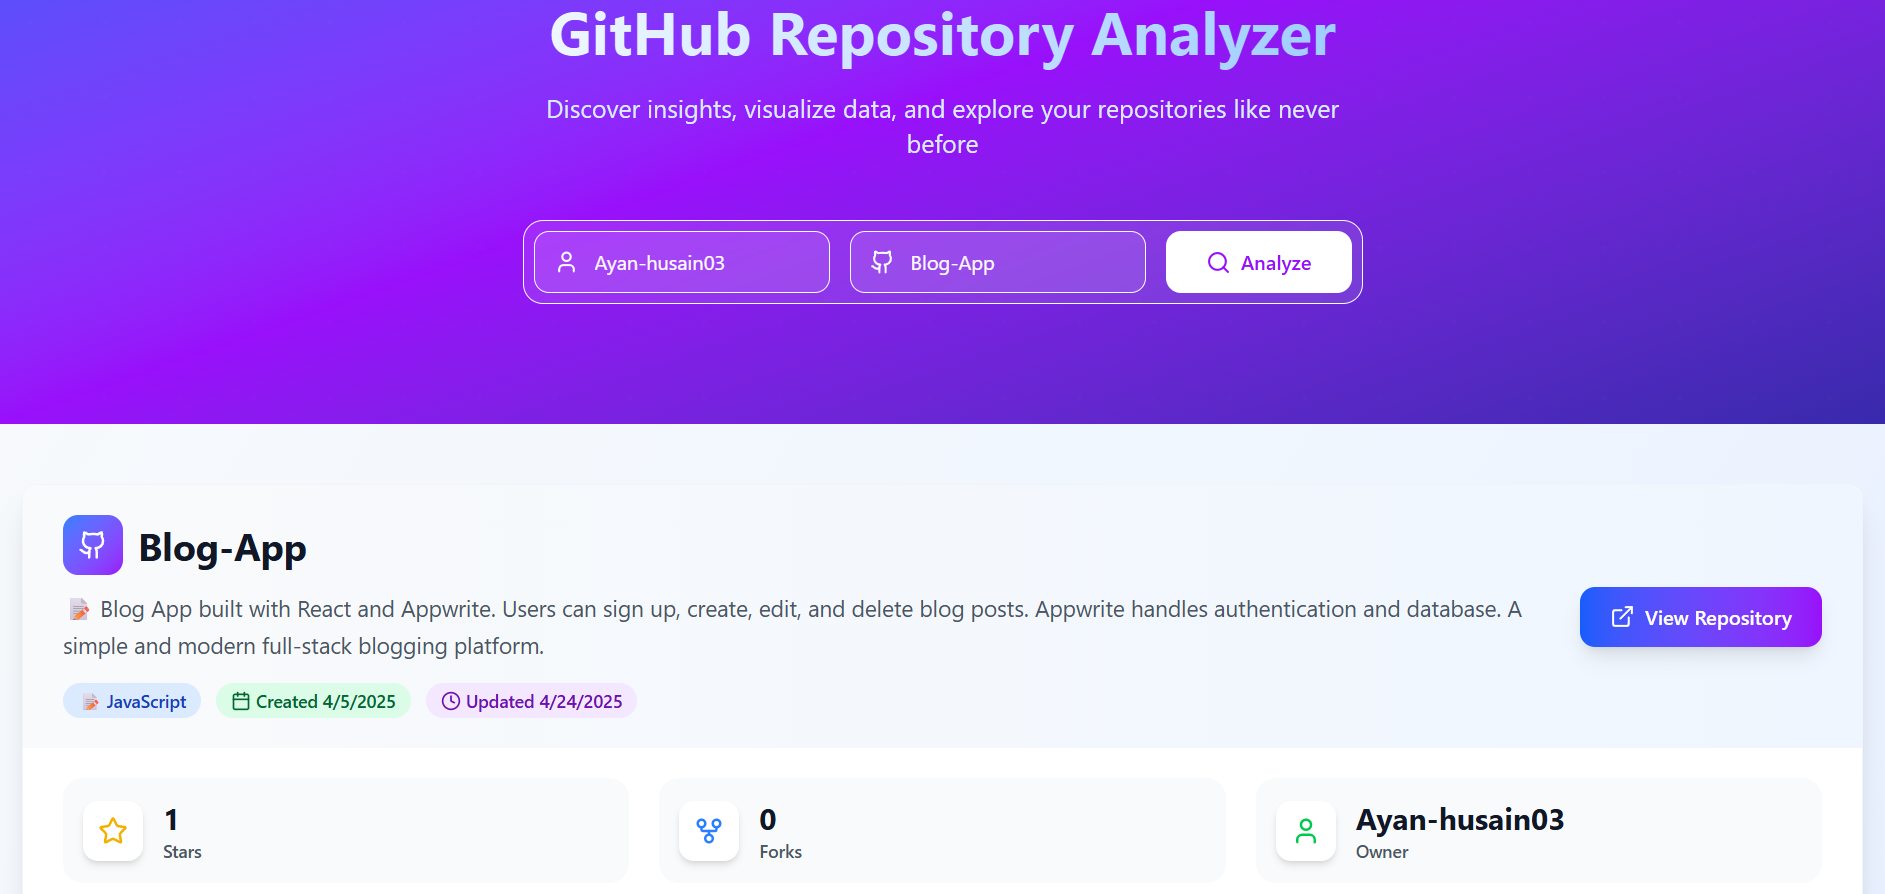 GitHub Repository Analyzer
Discover insights, visualize data, and explore your repositories like never
before
Ayan-husain03
Blog-App
Analyze
Blog-App
📝 Blog App built with React and Appwrite. Users can sign up, create, edit, and delete blog posts. Appwrite handles authentication and database. A
simple and modern full-stack blogging platform.
View Repository
📝 JavaScript
Created 4/5/2025
Updated 4/24/2025
1
Stars
0
Forks
Ayan-husain03
Owner